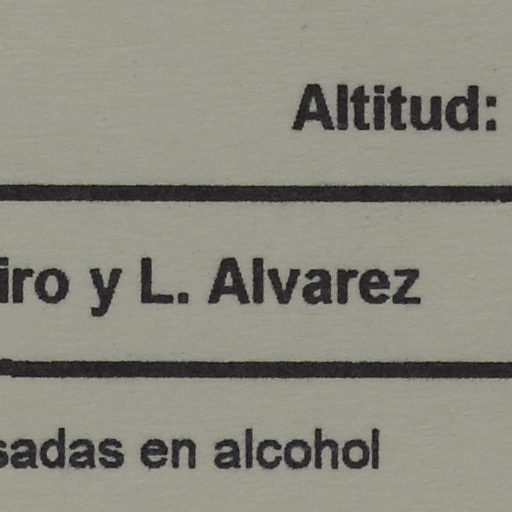 Altitud:
iro y L. Alvarez
sadas en alcohol